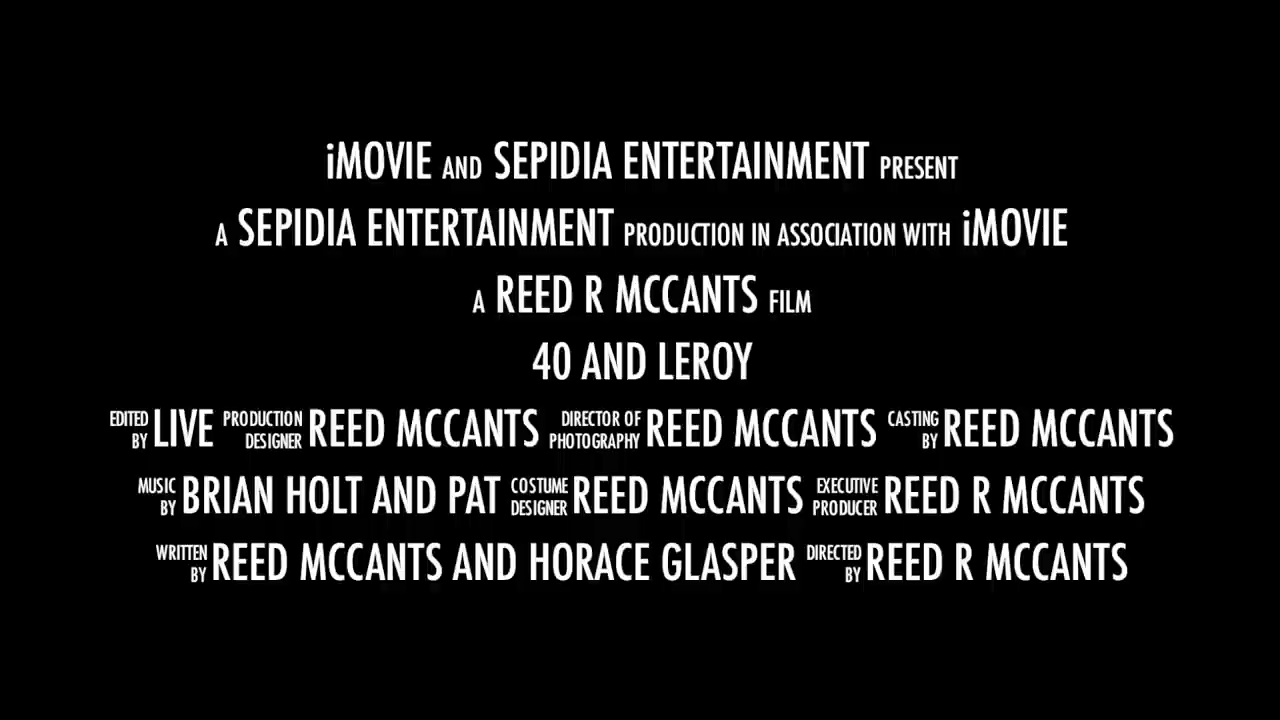 iMOVIE AND SEPIDIA ENTERTAINMENT PRESENT
A SEPIDIA ENTERTAINMENT PRODUCTION IN ASSOCIATION WITH iMOVIE
A REED R MCCANTS FILM
40 AND LEROY
EDITED BY LIVE PRODUCTION DESIGNER REED MCCANTS DIRECTOR OF PHOTOGRAPHY REED MCCANTS CASTING BY REED MCCANTS
MUSIC BY BRIAN HOLT AND PAT COSTUME DESIGNER REED MCCANTS EXECUTIVE PRODUCER REED R MCCANTS
WRITTEN BY REED MCCANTS AND HORACE GLASPER DIRECTED BY REED R MCCANTS